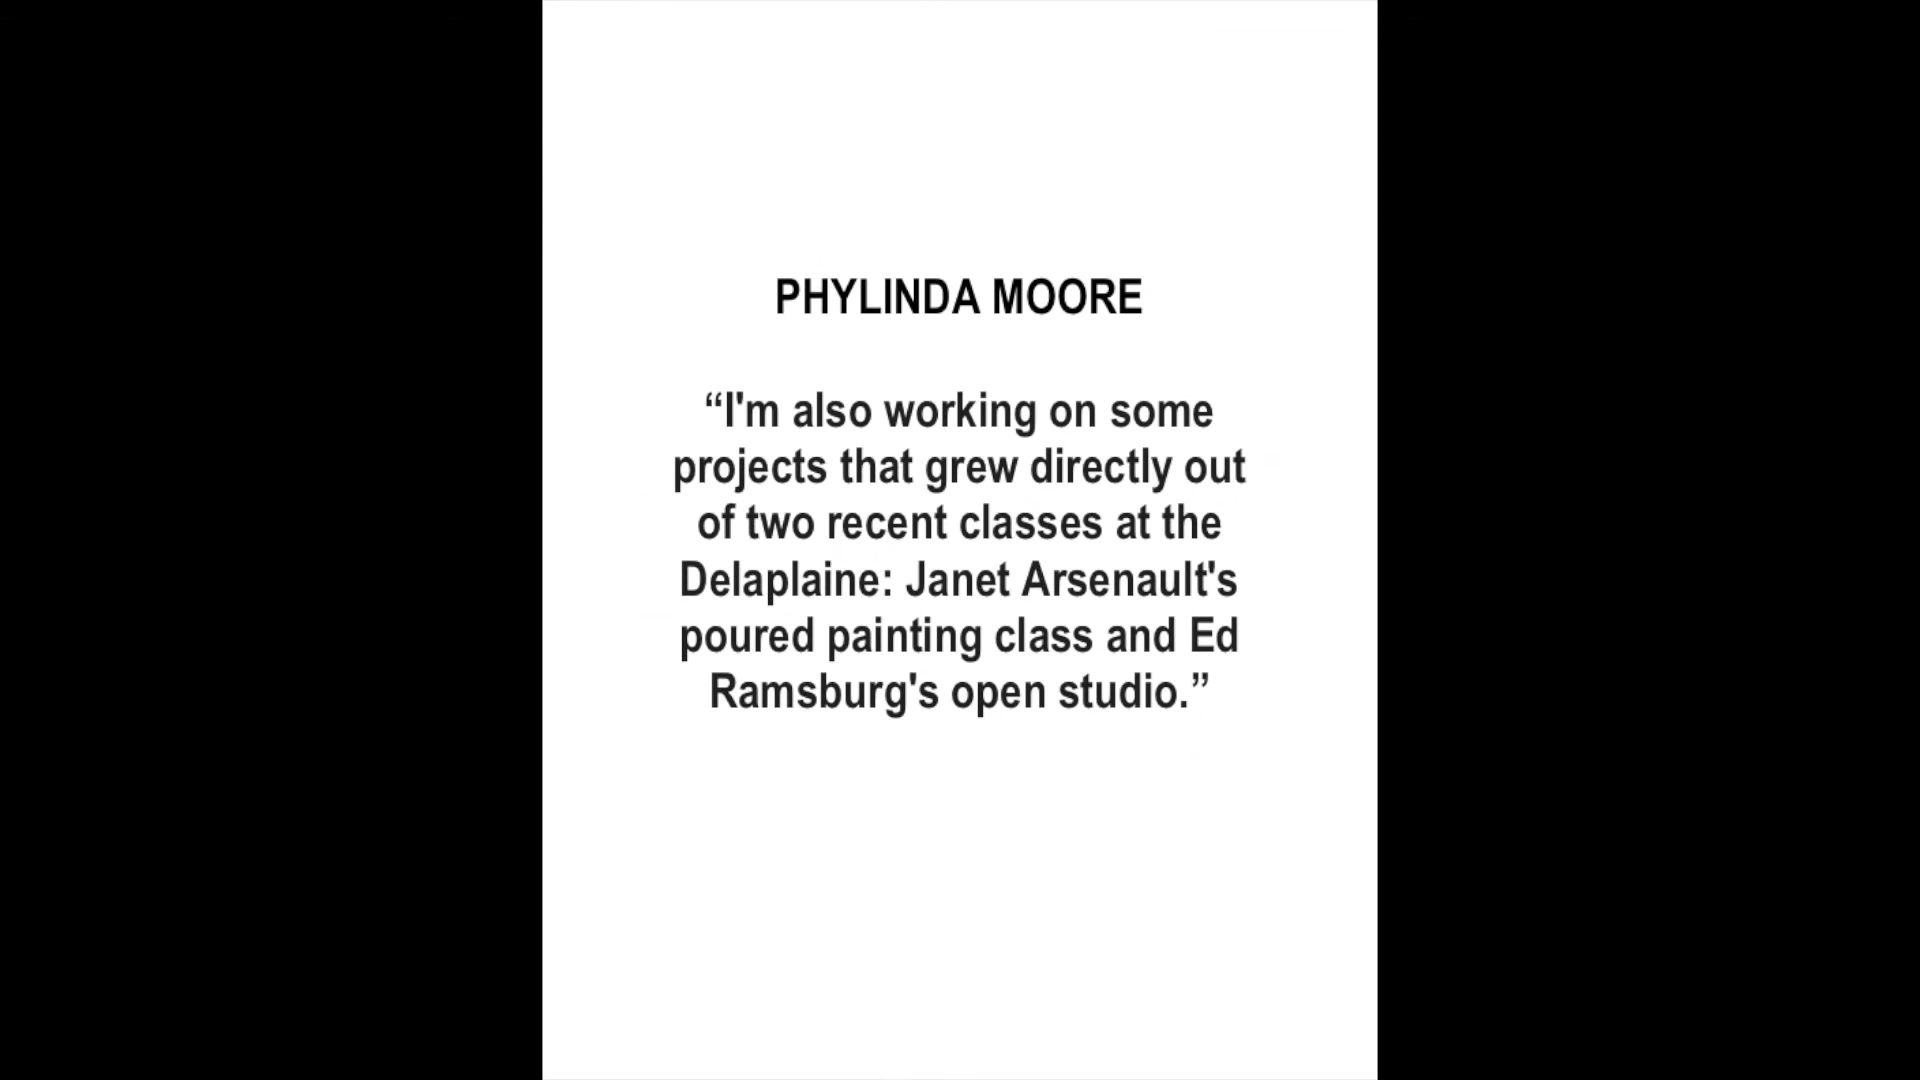 PHYLINDA MOORE
“I'm also working on some
projects that grew directly out
of two recent classes at the
Delaplaine: Janet Arsenault's
poured painting class and Ed
Ramsburg's open studio.”